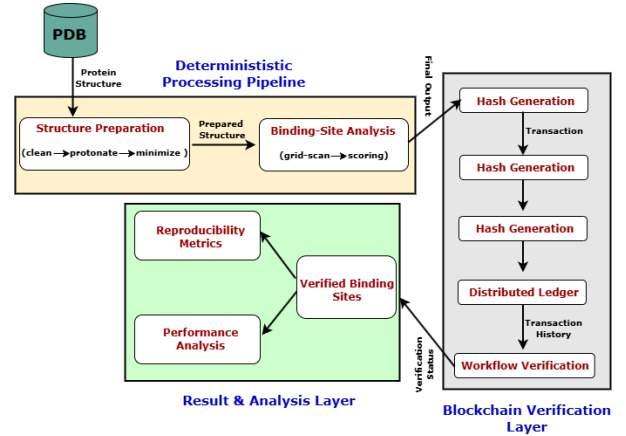 PDB
Protein
Structure
Determinististic
Processing Pipeline
Structure Preparation
(clean→protonate→minimize )
Prepared
Structure
Binding-Site Analysis
(grid-scan→scoring)
Final Output
Hash Generation
Transaction
Hash Generation
Hash Generation
Distributed Ledger
Transaction
History
Workflow Verification
Blockchain Verification
Layer
Verification
Status
Verified Binding
Sites
Reproducibility
Metrics
Performance
Analysis
Result & Analysis Layer